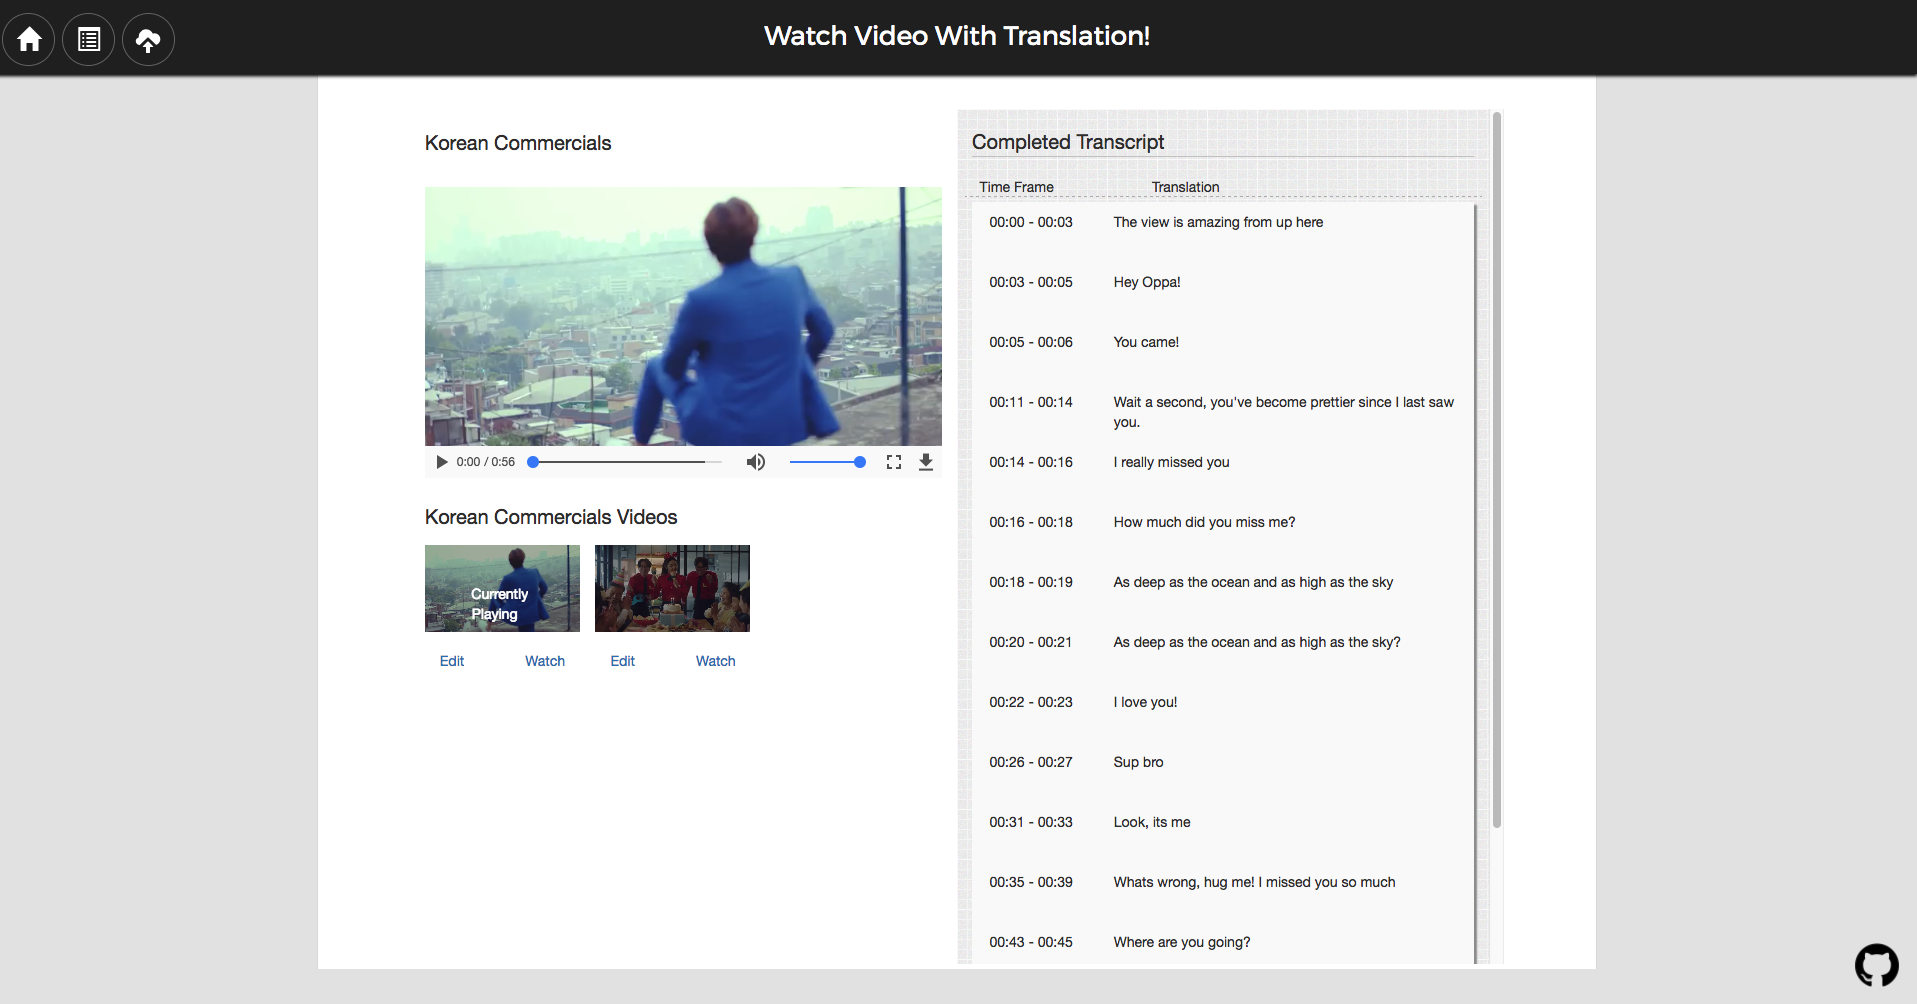 Watch Video With Translation!
Korean Commercials
0:00 / 0:56
Korean Commercials Videos
Currently
Playing
Edit Watch Edit Watch
Completed Transcript
Time Frame Translation
00:00 - 00:03 The view is amazing from up here
00:03 - 00:05 Hey Oppa!
00:05 - 00:06 You came!
00:11 - 00:14 Wait a second, you've become prettier since I last saw
you.
00:14 - 00:16 I really missed you
00:16 - 00:18 How much did you miss me?
00:18 - 00:19 As deep as the ocean and as high as the sky
00:20 - 00:21 As deep as the ocean and as high as the sky?
00:22 - 00:23 I love you!
00:26 - 00:27 Sup bro
00:31 - 00:33 Look, its me
00:35 - 00:39 Whats wrong, hug me! I missed you so much
00:43 - 00:45 Where are you going?